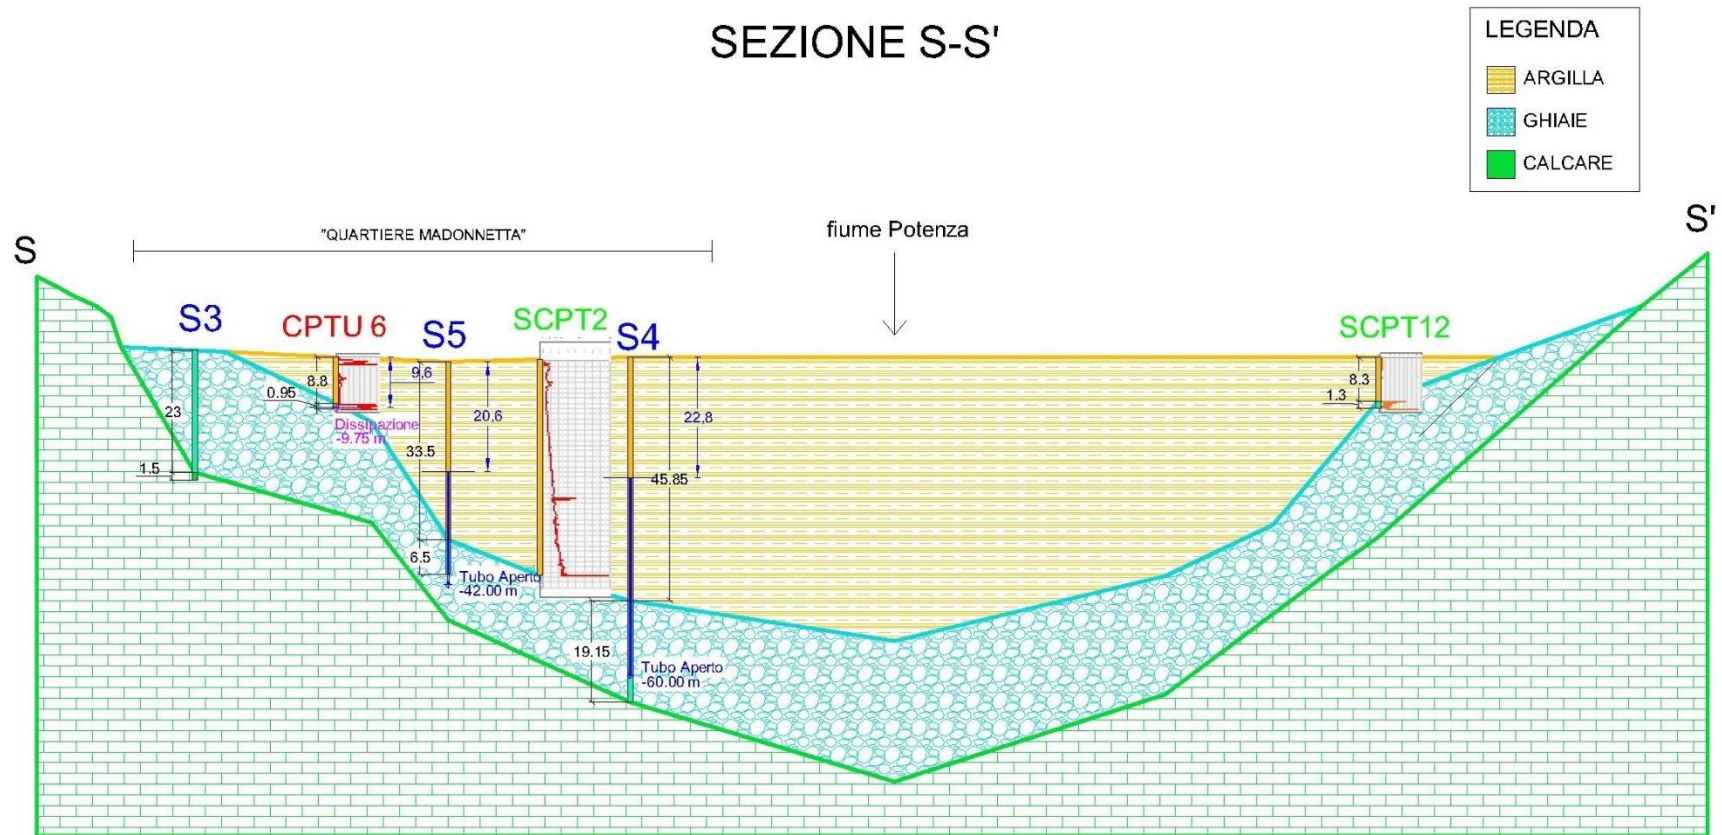 SEZIONE S-S'
LEGENDA
ARGILLA
GHIAIE
CALCARE
"QUARTIERE MADONNETTA"
fiume Potenza
S
S'
S3
CPTU 6
S5
SCPT2
S4
SCPT12
8.8
9,6
0.95
23
Dissipazione
-9.75 m
20,6
22,8
8.3
1.3
33.5
1.5
45.85
6.5
Tubo Aperto
-42.00 m
19.15
Tubo Aperto
-60.00 m